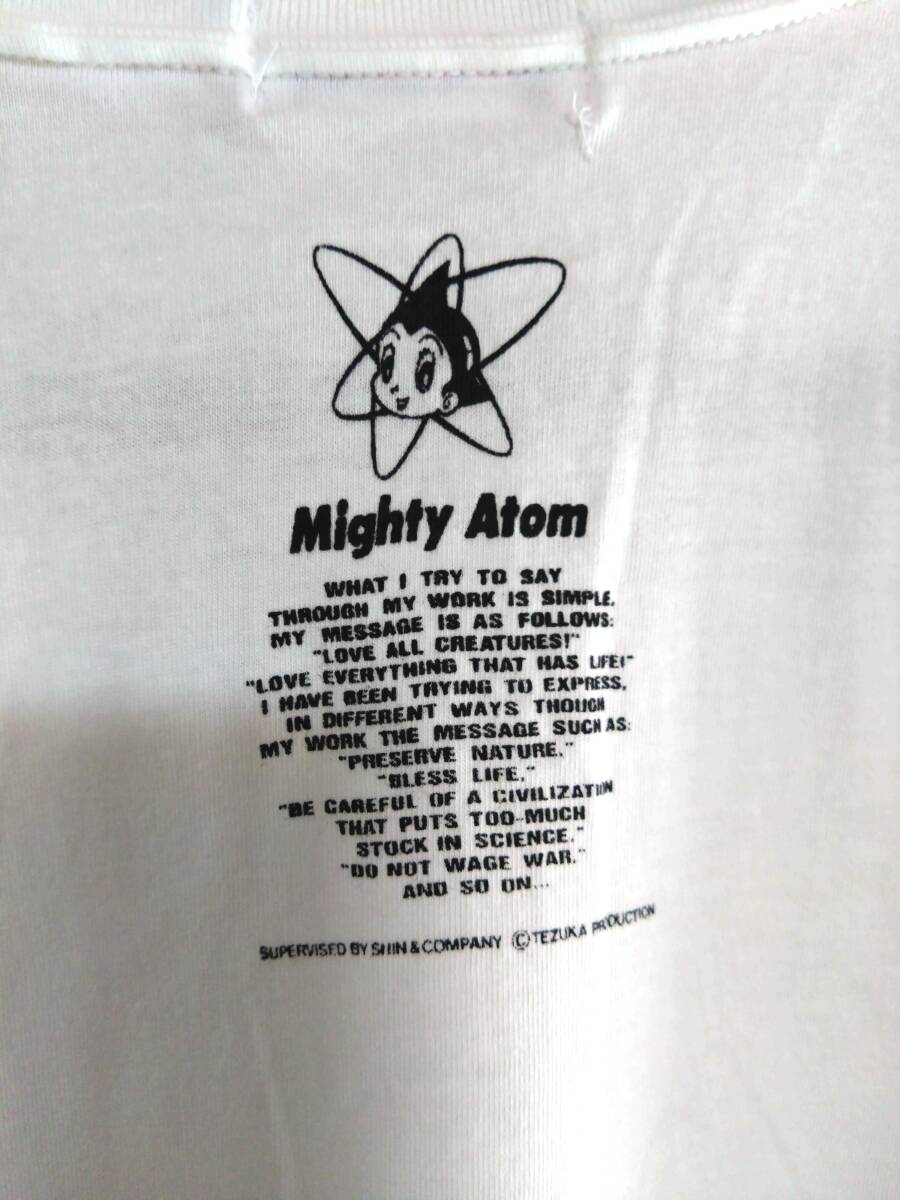 Mighty Atom
WHAT I TRY TO SAY
THROUGH MY WORK IS SIMPLE.
MY MESSAGE IS AS FOLLOWS:
"LOVE ALL CREATURES!"
"LOVE EVERYTHING THAT HAS LIFE!"
I HAVE BEEN TRYING TO EXPRESS,
IN DIFFERENT WAYS THOUGH
MY WORK THE MESSAGE SUCH AS:
"PRESERVE NATURE."
"BLESS LIFE."
"BE CAREFUL OF A CIVILIZATION
THAT PUTS TOO-MUCH
STOCK IN SCIENCE."
"DO NOT WAGE WAR."
AND SO ON...
SUPERVISED BY SHIN & COMPANY ©TEZUKA PRODUCTION